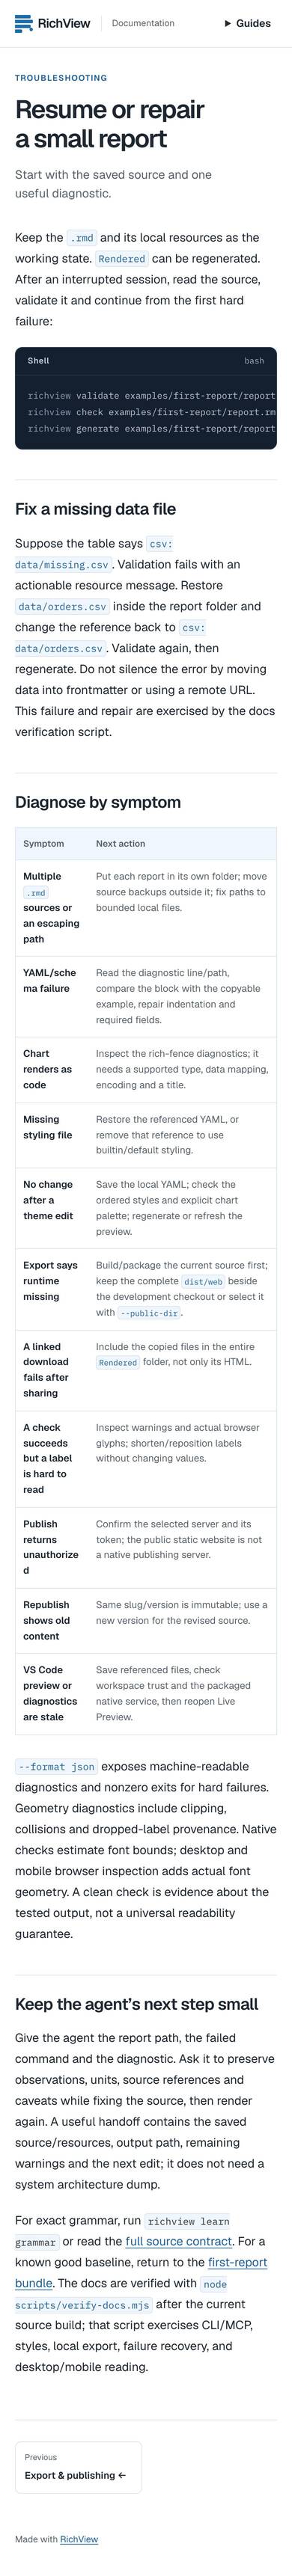 RichView
Documentation
▶ Guides
TROUBLESHOOTING
Resume or repair
a small report
Start with the saved source and one
useful diagnostic.
Keep the .rmd and its local resources as the
working state. Rendered can be regenerated.
After an interrupted session, read the source,
validate it and continue from the first hard
failure:
Shell
bash
richview validate examples/first-report/report
richview check examples/first-report/report.rm
richview generate examples/first-report/report
Fix a missing data file
Suppose the table says csv:
data/missing.csv. Validation fails with an
actionable resource message. Restore
data/orders.csv inside the report folder and
change the reference back to csv:
data/orders.csv. Validate again, then
regenerate. Do not silence the error by moving
data into frontmatter or using a remote URL.
This failure and repair are exercised by the docs
verification script.
Diagnose by symptom
Symptom
Next action
Multiple
.rmd
sources or
an escaping
path
Put each report in its own folder; move
source backups outside it; fix paths to
bounded local files.
YAML/sche
ma failure
Read the diagnostic line/path,
compare the block with the copyable
example, repair indentation and
required fields.
Chart
renders as
code
Inspect the rich-fence diagnostics; it
needs a supported type, data mapping,
encoding and a title.
Missing
styling file
Restore the referenced YAML, or
remove that reference to use
builtin/default styling.
No change
after a
theme edit
Save the local YAML; check the
ordered styles and explicit chart
palette; regenerate or refresh the
preview.
Export says
runtime
missing
Build/package the current source first;
keep the complete dist/web beside
the development checkout or select it
with --public-dir.
A linked
download
fails after
sharing
Include the copied files in the entire
Rendered folder, not only its HTML.
A check
succeeds
but a label
is hard to
read
Inspect warnings and actual browser
glyphs; shorten/reposition labels
without changing values.
Publish
returns
unauthorize
d
Confirm the selected server and its
token; the public static website is not
a native publishing server.
Republish
shows old
content
Same slug/version is immutable; use a
new version for the revised source.
VS Code
preview or
diagnostics
are stale
Save referenced files, check
workspace trust and the packaged
native service, then reopen Live
Preview.
--format json exposes machine-readable
diagnostics and nonzero exits for hard failures.
Geometry diagnostics include clipping,
collisions and dropped-label provenance. Native
checks estimate font bounds; desktop and
mobile browser inspection adds actual font
geometry. A clean check is evidence about the
tested output, not a universal readability
guarantee.
Keep the agent’s next step small
Give the agent the report path, the failed
command and the diagnostic. Ask it to preserve
observations, units, source references and
caveats while fixing the source, then render
again. A useful handoff contains the saved
source/resources, output path, remaining
warnings and the next edit; it does not need a
system architecture dump.
For exact grammar, run richview learn
grammar or read the full source contract. For a
known good baseline, return to the first-report
bundle. The docs are verified with node
scripts/verify-docs.mjs after the current
source build; that script exercises CLI/MCP,
styles, local export, failure recovery, and
desktop/mobile reading.
Previous
Export & publishing ←
Made with RichView